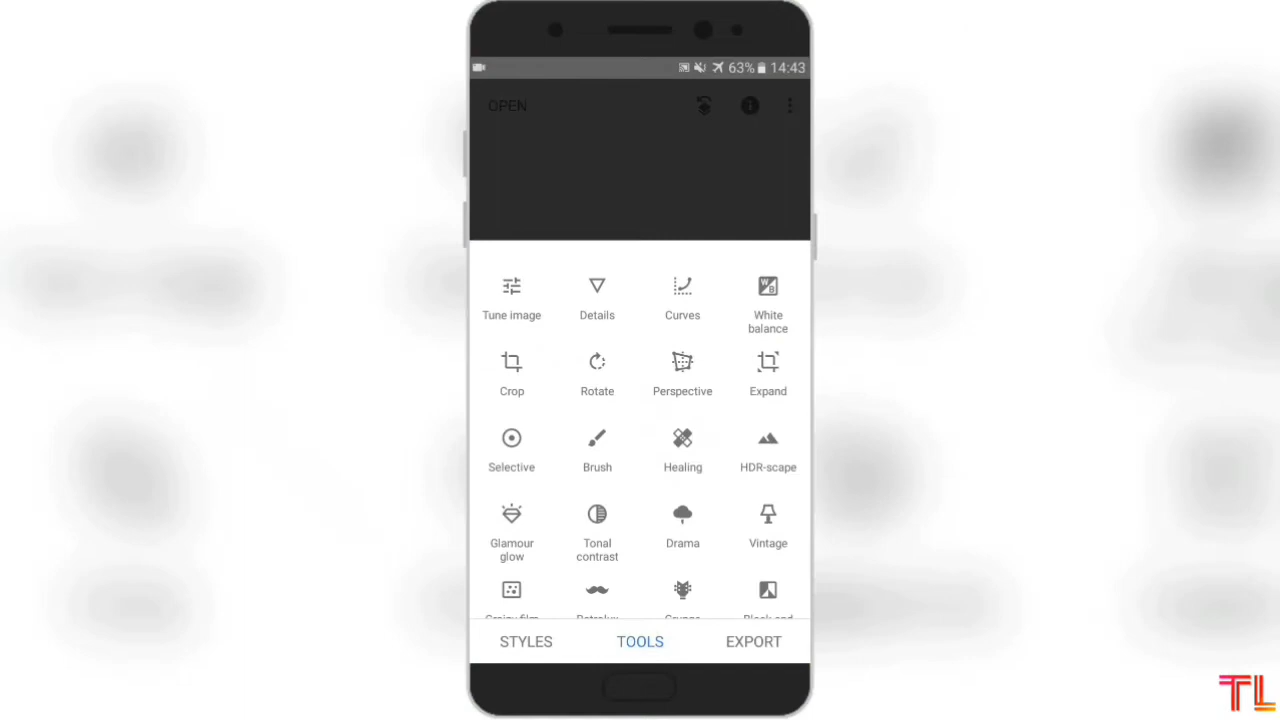 63% 14:43
OPEN
Tune image Details Curves White balance
Crop Rotate Perspective Expand
Selective Brush Healing HDR-scape
Glamour glow Tonal contrast Drama Vintage
STYLES TOOLS EXPORT
TL